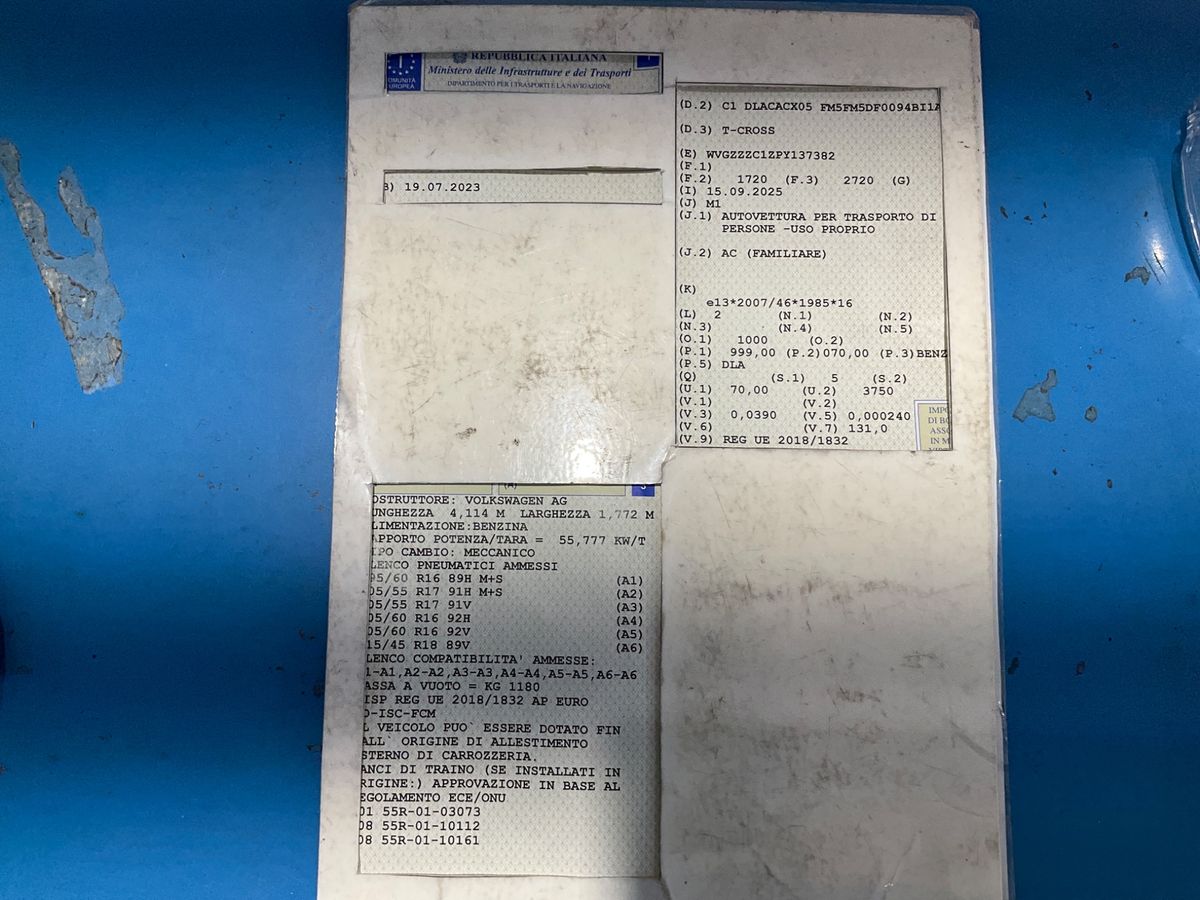 REPUBBLICA ITALIANA
Ministero delle Infrastrutture e dei Trasporti
DIPARTIMENTO PER I TRASPORTI E LA NAVIGAZIONE
I
OMUNITÀ
EUROPEA
) 19.07.2023
(D.2) C1 DLACACX05 FM5FM5DF0094BI1A
(D.3) T-CROSS
(E) WVGZZZC1ZPY137382
(F.1)
(F.2) 1720 (F.3) 2720 (G)
(I) 15.09.2025
(J) M1
(J.1) AUTOVETTURA PER TRASPORTO DI
PERSONE -USO PROPRIO
(J.2) AC (FAMILIARE)
(K)
e13*2007/46*1985*16
(L) 2 (N.1) (N.2)
(N.3) (N.4) (N.5)
(O.1) 1000 (O.2)
(P.1) 999,00 (P.2)070,00 (P.3)BENZ
(P.5) DLA
(Q) (S.1) 5 (S.2)
(U.1) 70,00 (U.2) 3750
(V.1) (V.2)
(V.3) 0,0390 (V.5) 0,000240
(V.6) (V.7) 131,0
(V.9) REG UE 2018/1832
IMPO
DI BO
ASSO
IN M
(A)
OSTRUTTORE: VOLKSWAGEN AG
UNGHEZZA 4,114 M LARGHEZZA 1,772 M
LIMENTAZIONE:BENZINA
APPORTO POTENZA/TARA = 55,777 KW/T
IPO CAMBIO: MECCANICO
LENCO PNEUMATICI AMMESSI
95/60 R16 89H M+S (A1)
05/55 R17 91H M+S (A2)
05/55 R17 91V (A3)
05/60 R16 92H (A4)
05/60 R16 92V (A5)
15/45 R18 89V (A6)
LENCO COMPATIBILITA' AMMESSE:
1-A1,A2-A2,A3-A3,A4-A4,A5-A5,A6-A6
ASSA A VUOTO = KG 1180
ISP REG UE 2018/1832 AP EURO
D-ISC-FCM
L VEICOLO PUO` ESSERE DOTATO FIN
ALL` ORIGINE DI ALLESTIMENTO
STERNO DI CARROZZERIA.
ANCI DI TRAINO (SE INSTALLATI IN
RIGINE:) APPROVAZIONE IN BASE AL
EGOLAMENTO ECE/ONU
01 55R-01-03073
08 55R-01-10112
08 55R-01-10161